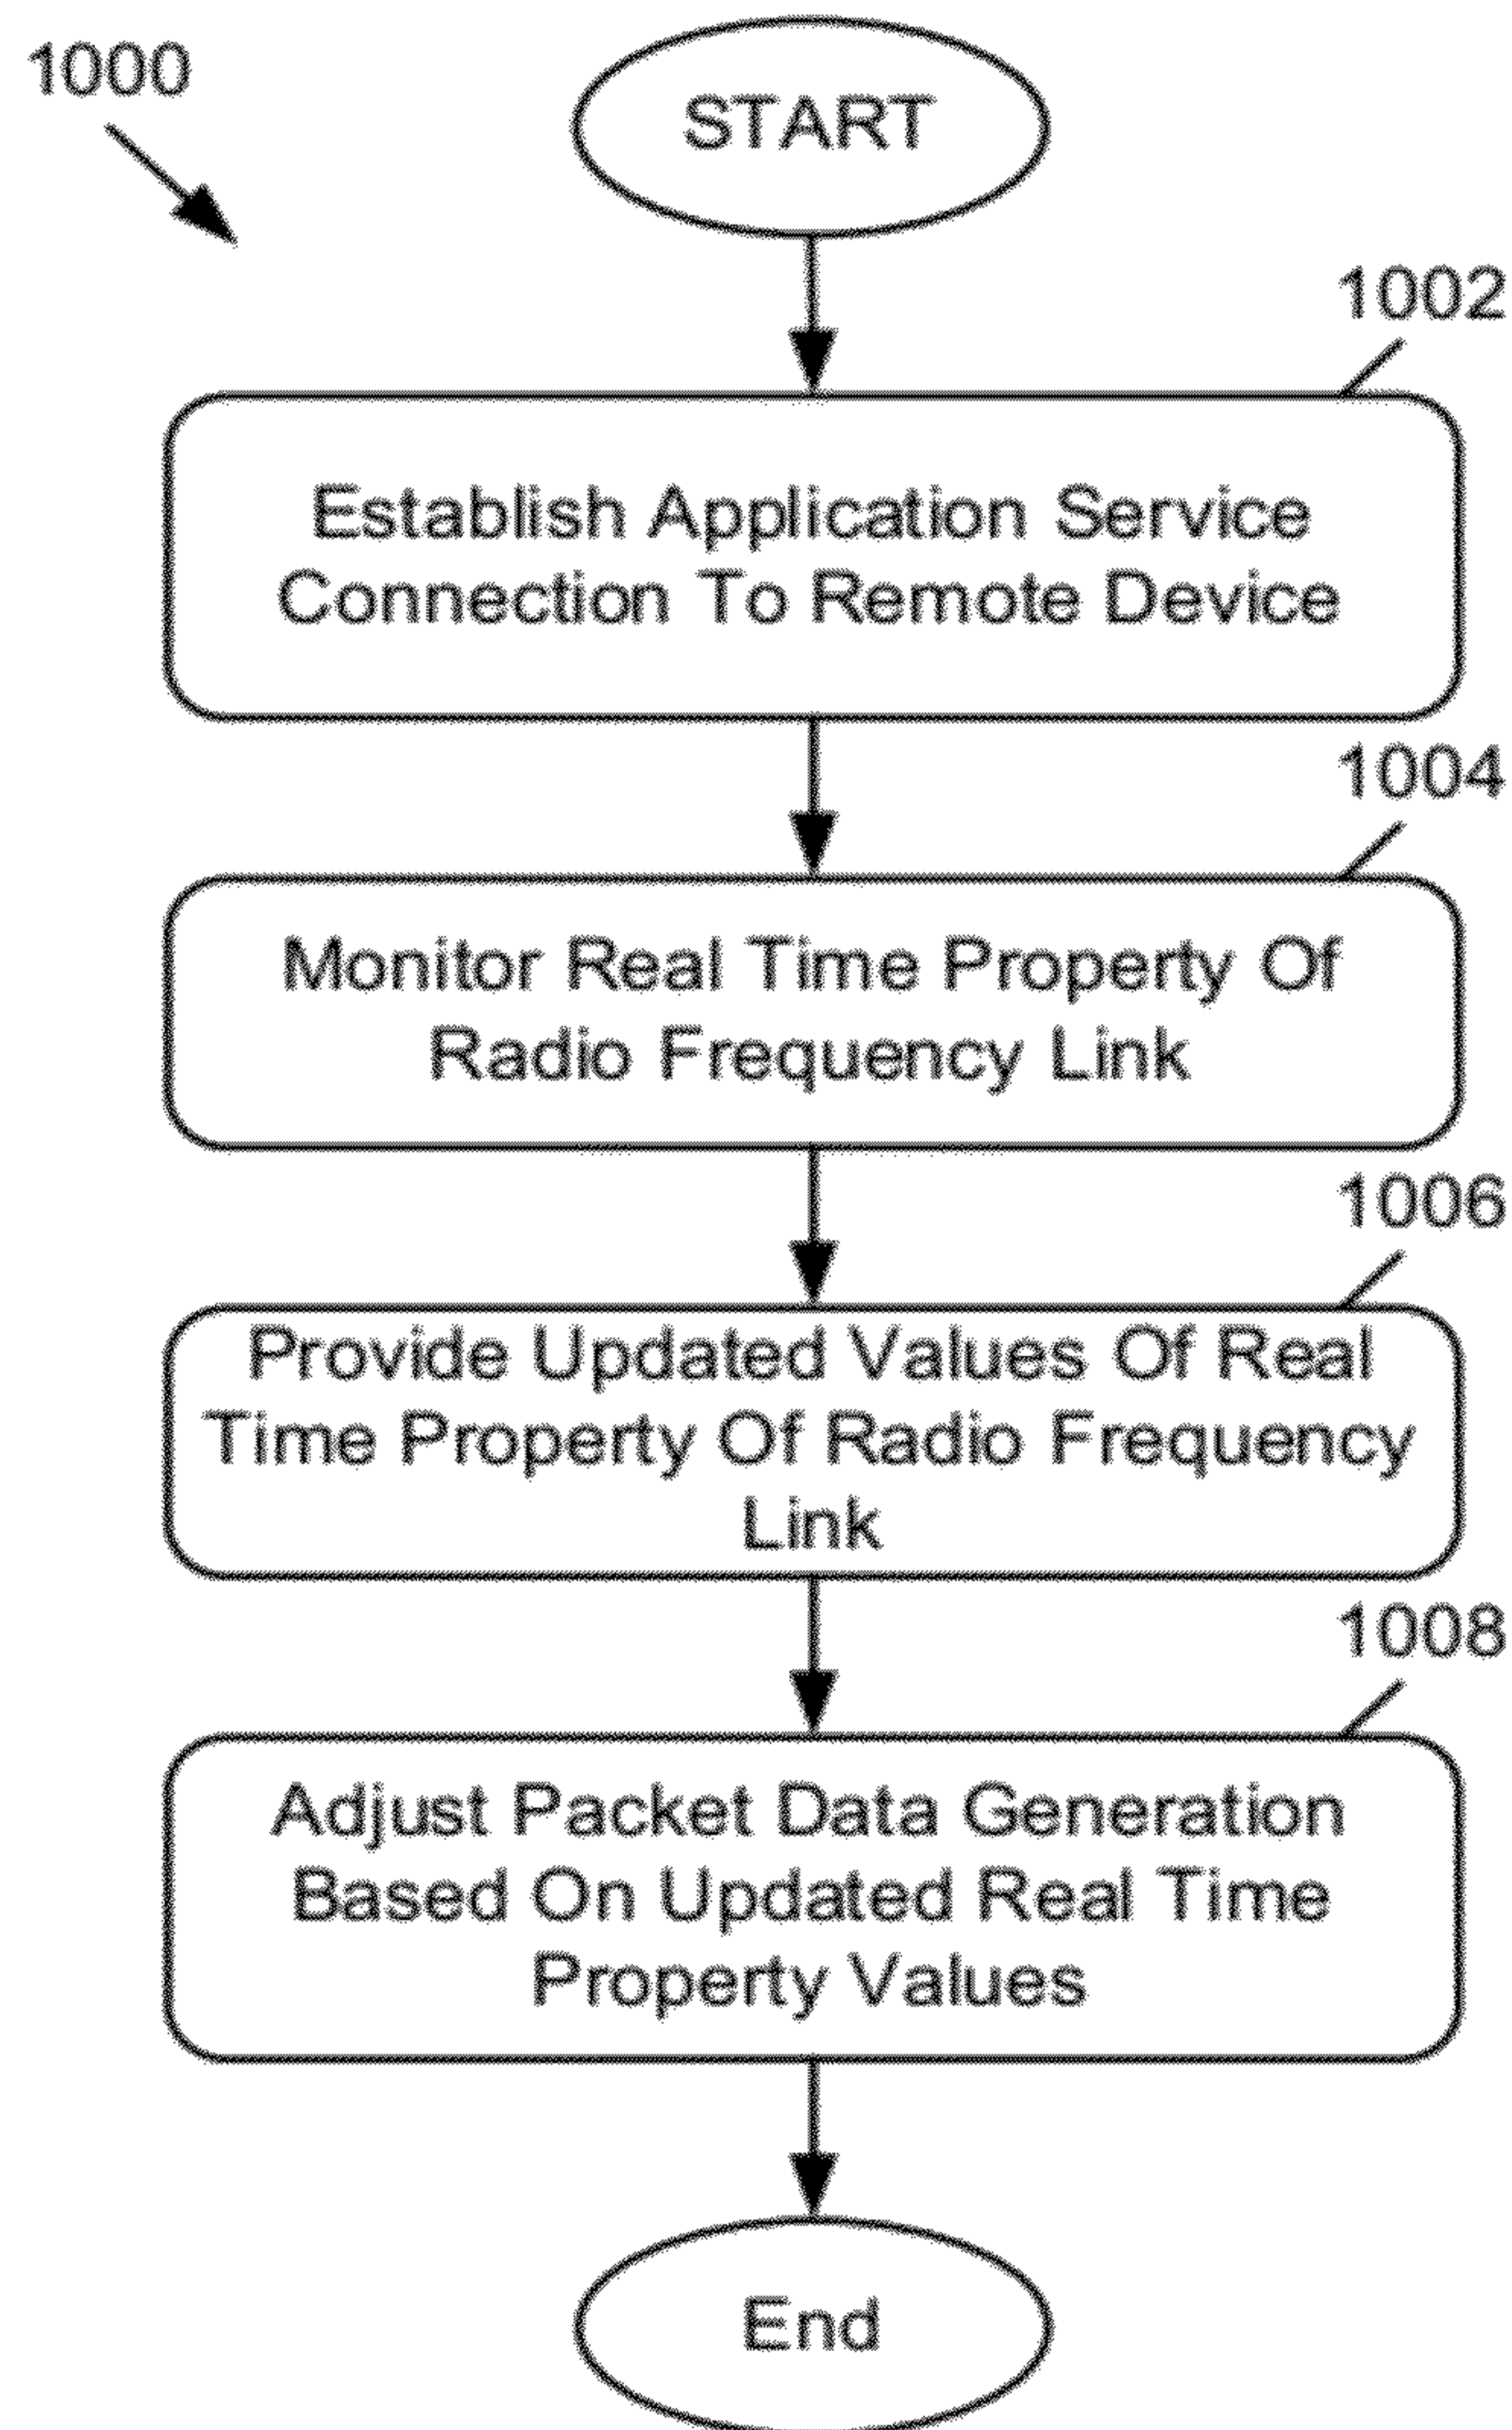 1000
START
1002
Establish Application Service
Connection To Remote Device
1004
Monitor Real Time Property Of
Radio Frequency Link
1006
Provide Updated Values Of Real
Time Property Of Radio Frequency
Link
1008
Adjust Packet Data Generation
Based On Updated Real Time
Property Values
End